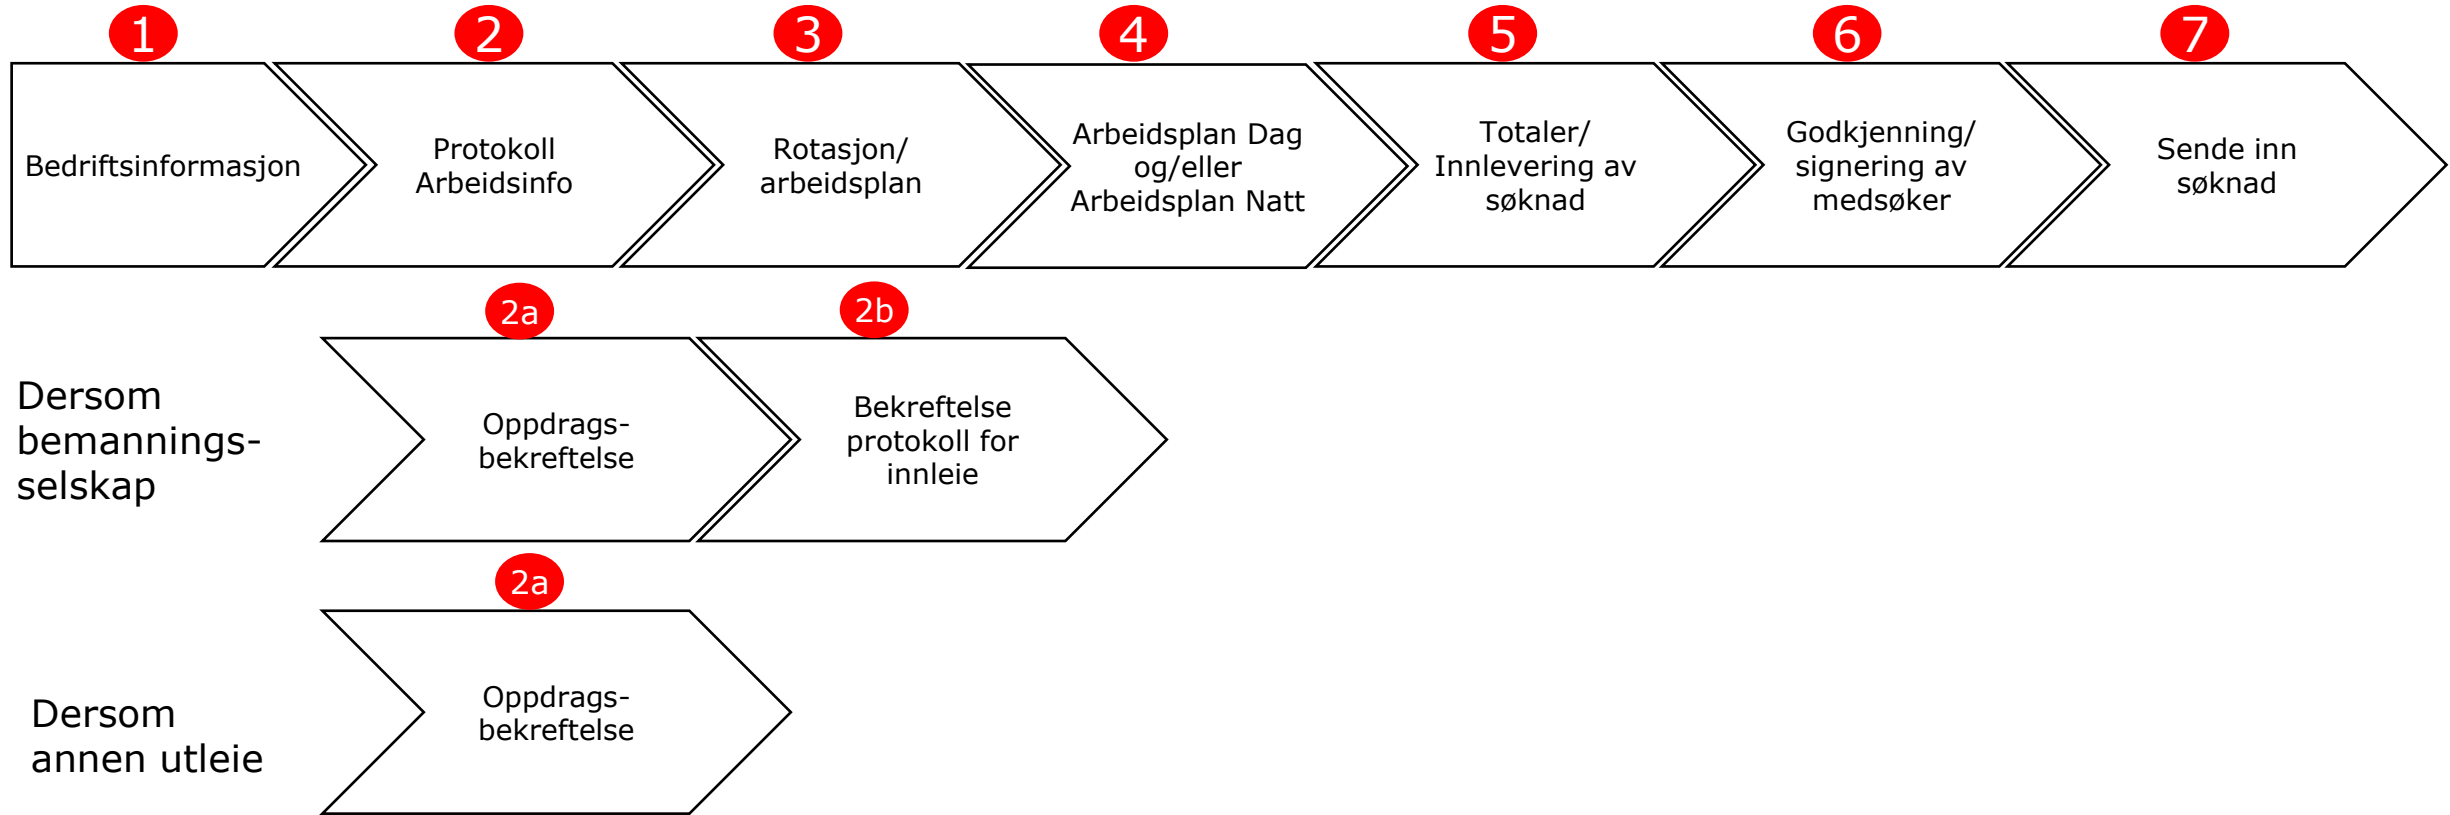 1
Bedriftsinformasjon
2
Protokoll
Arbeidsinfo
3
Rotasjon/
arbeidsplan
4
Arbeidsplan Dag
og/eller
Arbeidsplan Natt
5
Totaler/
Innlevering av
søknad
6
Godkjenning/
signering av
medsøker
7
Sende inn
søknad
Dersom
bemannings-
selskap
2a
Oppdrags-
bekreftelse
2b
Bekreftelse
protokoll for
innleie
Dersom
annen utleie
2a
Oppdrags-
bekreftelse